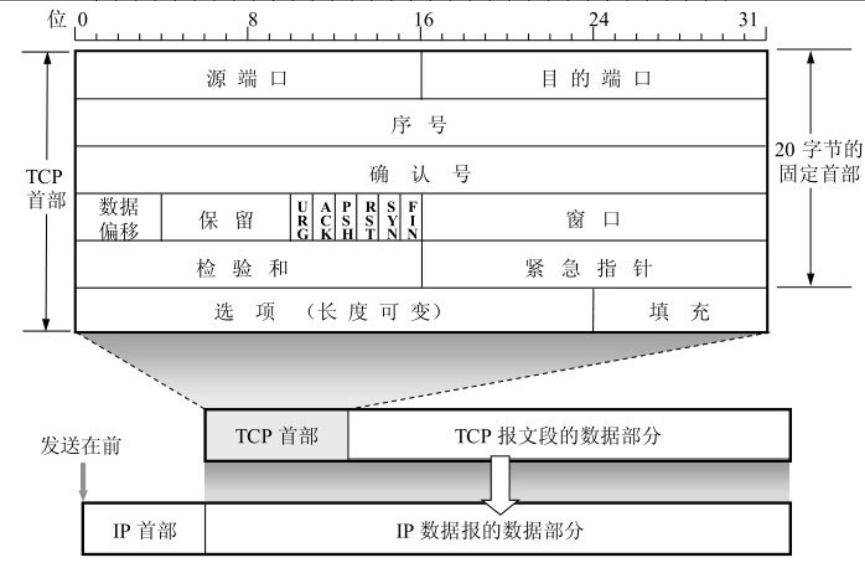 位 0 8 16 24 31
源 端 口 目 的 端 口
序 号
确 认 号
TCP
首部
20 字节的
固定首部
数据
偏移
保 留
URG
ACK
PSH
RST
SYN
FIN
窗 口
检 验 和 紧 急 指 针
选 项 (长 度 可 变) 填 充
TCP 首部 TCP 报文段的数据部分
发送在前
IP 首部 IP 数据报的数据部分